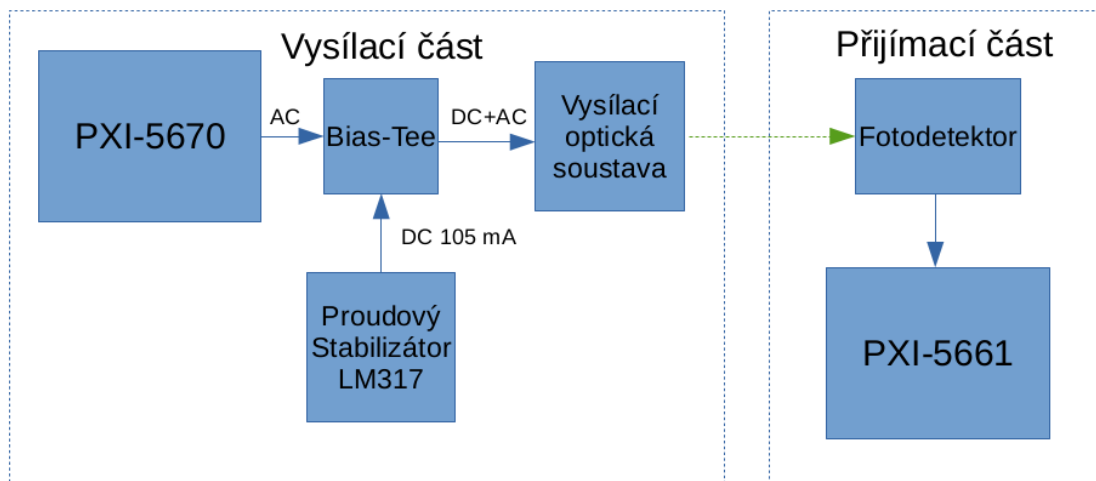 Vysílací část
PXI-5670
AC
Bias-Tee
DC+AC
Vysílací
optická
soustava
DC 105 mA
Proudový
Stabilizátor
LM317
Přijímací část
Fotodetektor
PXI-5661